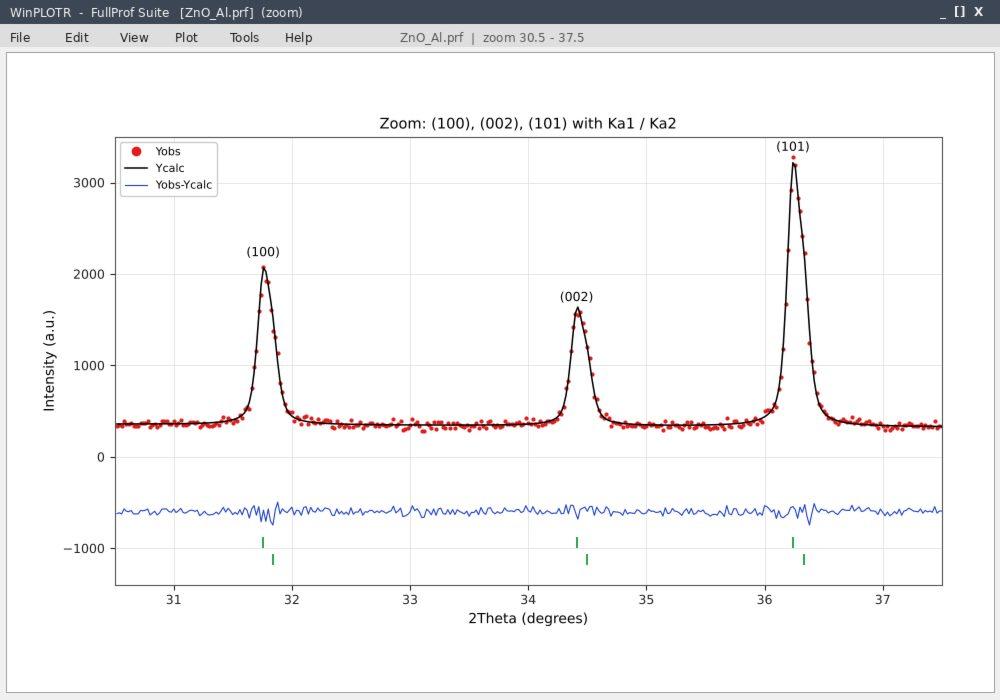 WinPLOTR - FullProf Suite [ZnO_Al.prf] (zoom) _ [] X
File Edit View Plot Tools Help ZnO_Al.prf | zoom 30.5 - 37.5
Zoom: (100), (002), (101) with Ka1 / Ka2
Yobs
Ycalc
Yobs-Ycalc
(101)
(100)
(002)
Intensity (a.u.)
3000
2000
1000
0
−1000
31 32 33 34 35 36 37
2Theta (degrees)